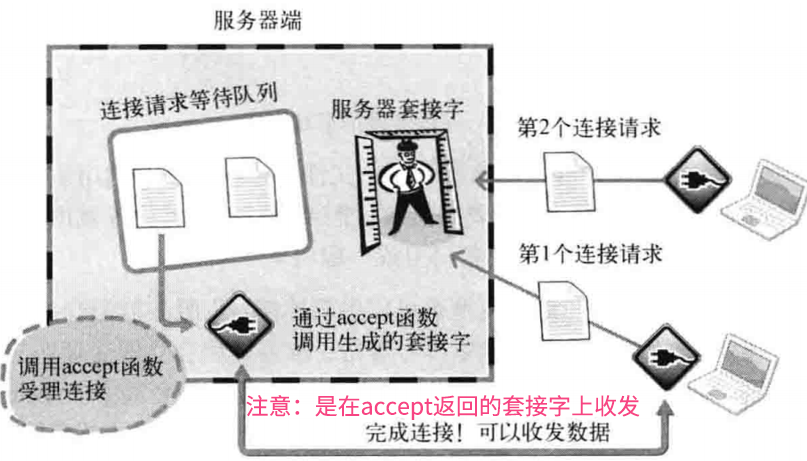 服务器端
连接请求等待队列
服务器套接字
第2个连接请求
第1个连接请求
通过accept函数
调用生成的套接字
调用accept函数
受理连接
注意：是在accept返回的套接字上收发
完成连接！可以收发数据